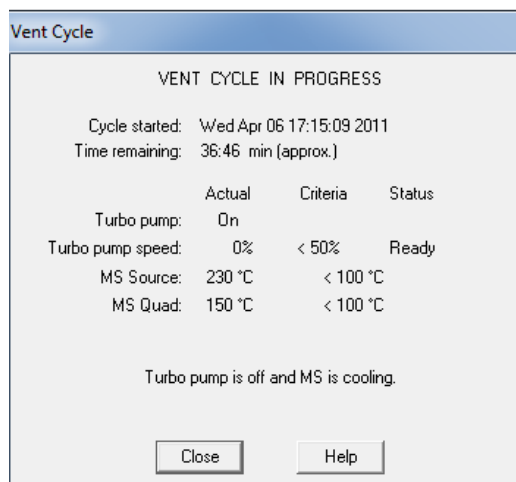 Vent Cycle
VENT CYCLE IN PROGRESS
Cycle started: Wed Apr 06 17:15:09 2011
Time remaining: 36:46 min (approx.)
Actual Criteria Status
Turbo pump: On
Turbo pump speed: 0% < 50% Ready
MS Source: 230 °C < 100 °C
MS Quad: 150 °C < 100 °C
Turbo pump is off and MS is cooling.
Close Help